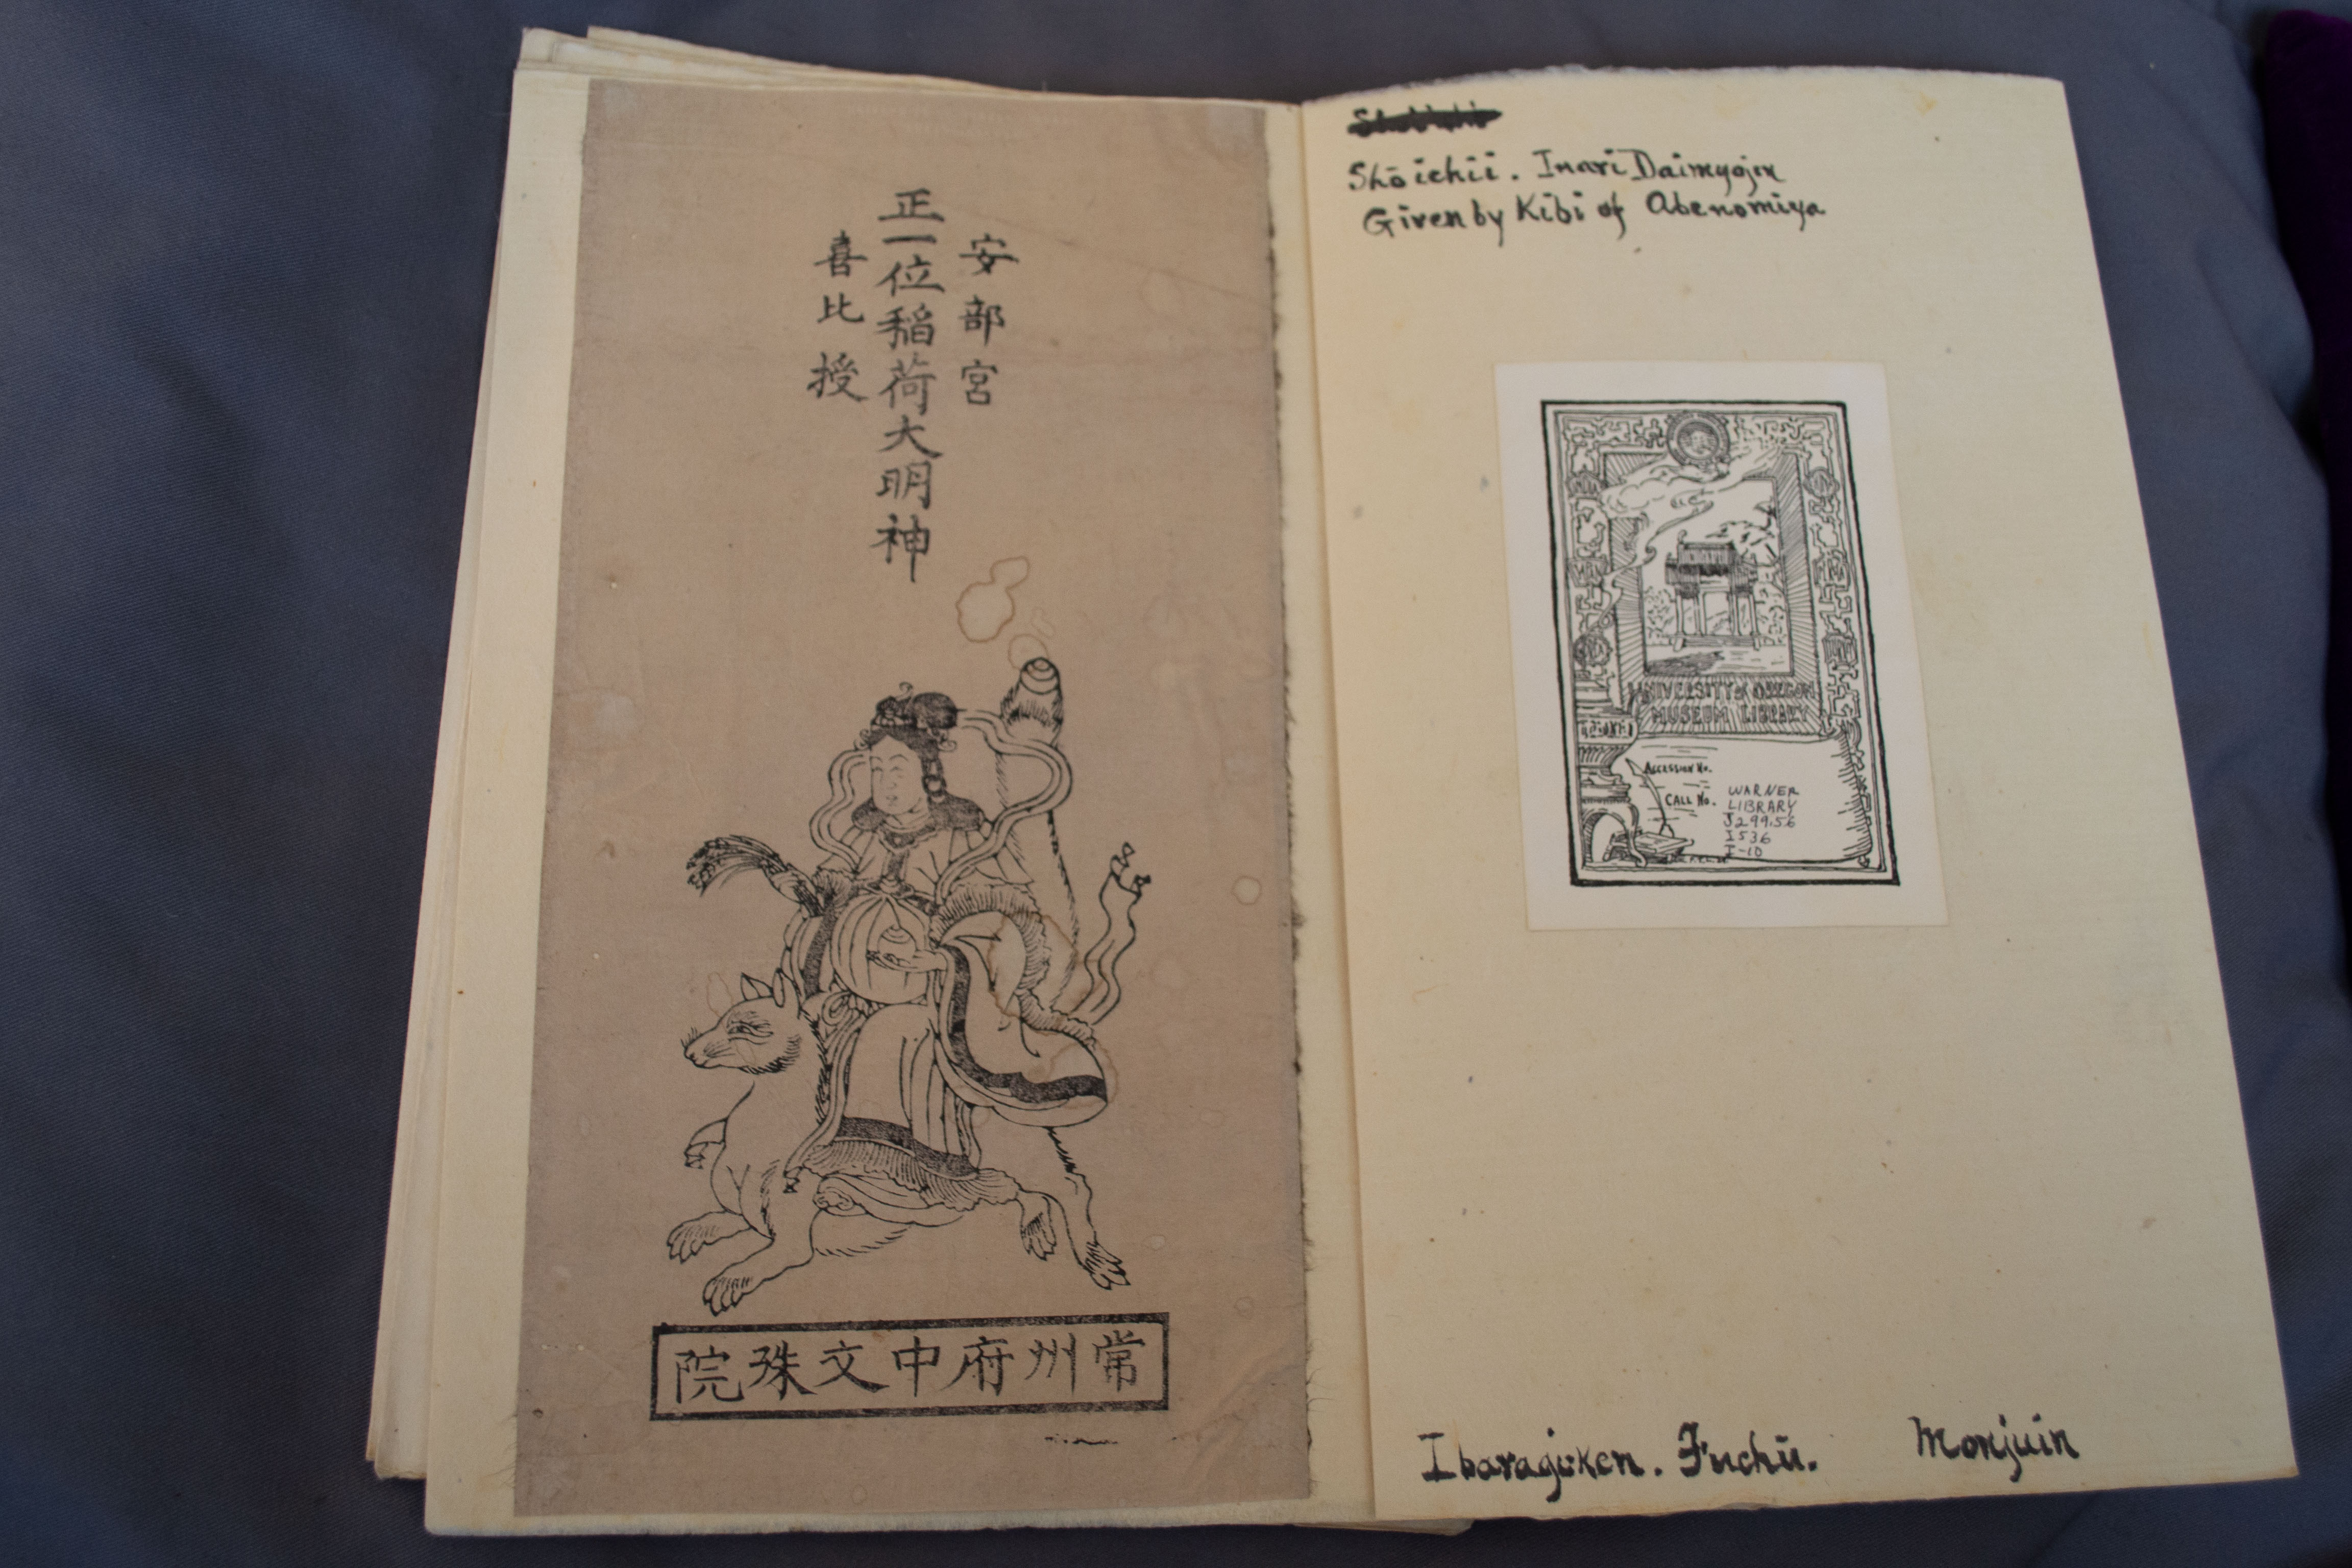 安部宮
正一位稲荷大明神
喜比授
常州府中文殊院
Shōichii. Inari Daimyojin
Given by Kibi of Abenomiya
UNIVERSITY of OREGON
MUSEUM LIBRARY
ACCESSION No.
CALL No. WARNER
LIBRARY
J299.56
I536
I-10
Ibaragiken. Fuchū. Monjuin